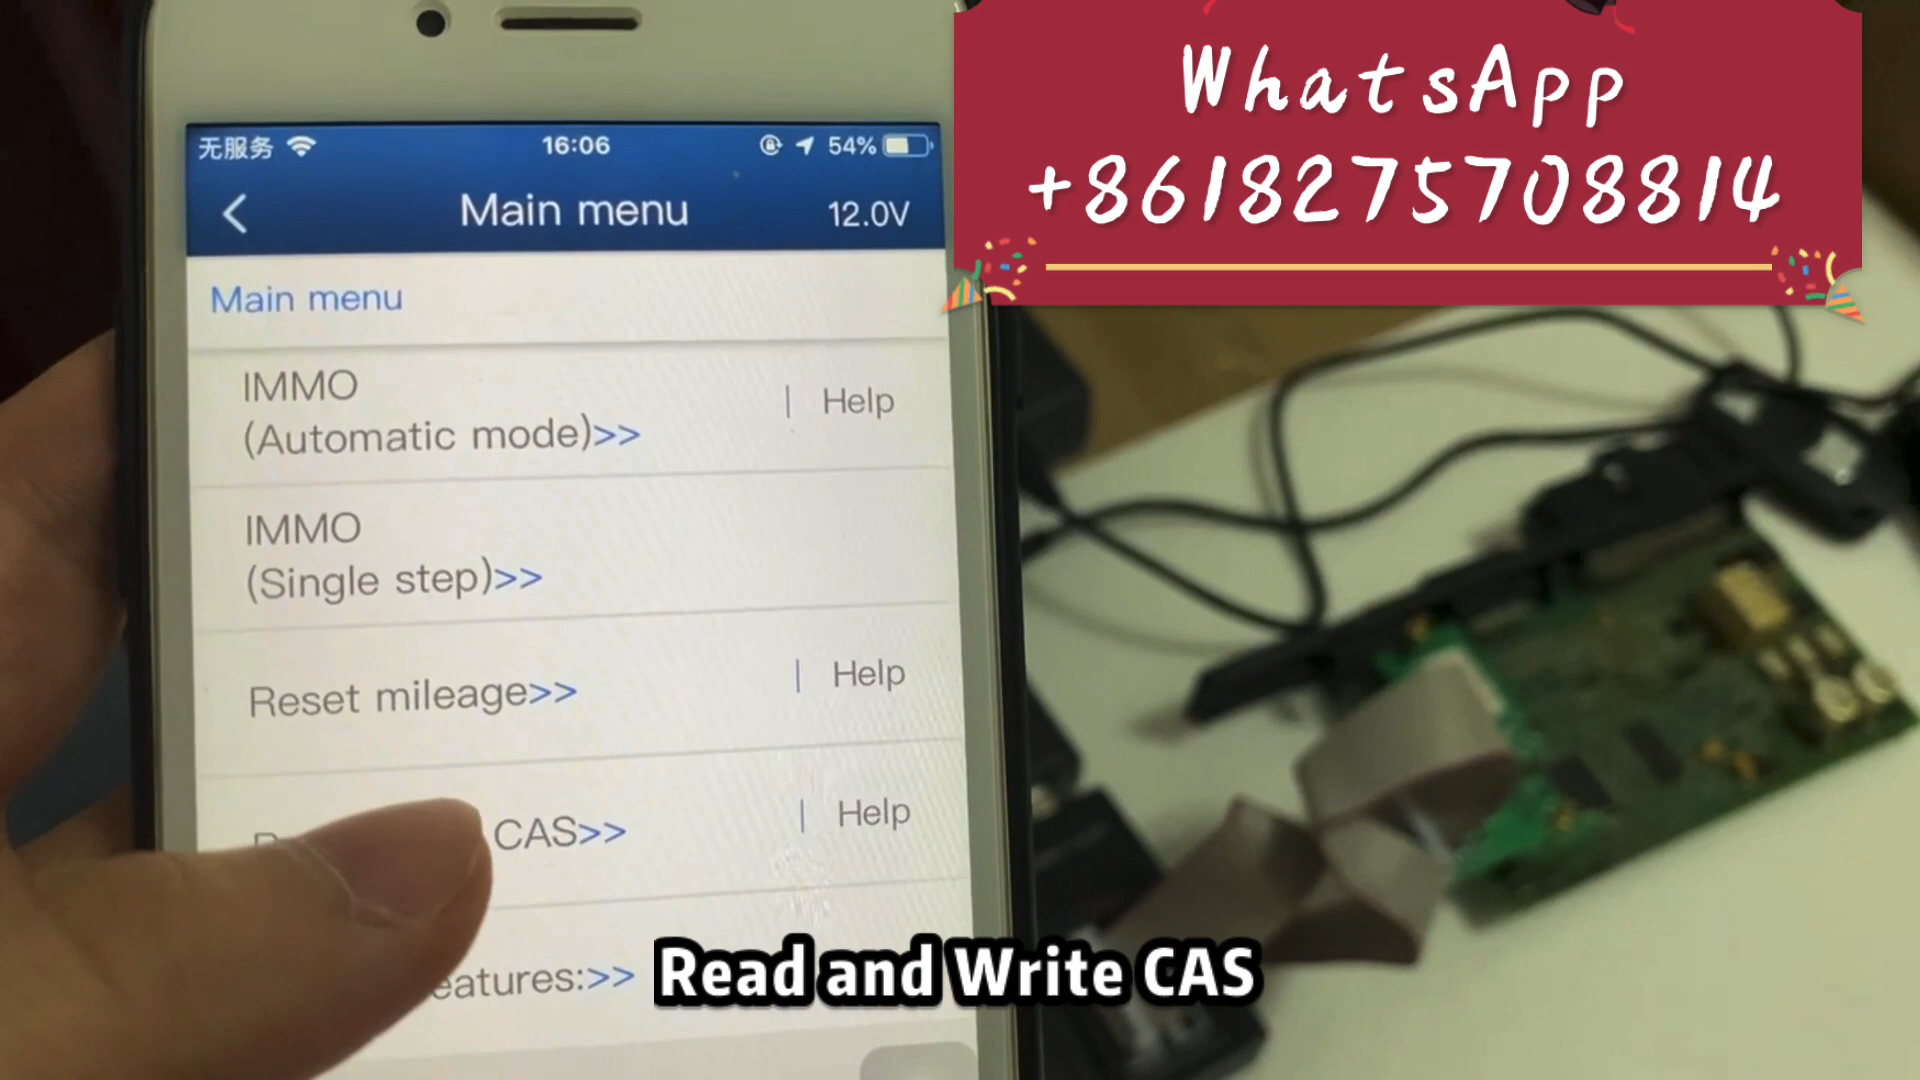 WhatsApp
+8618275708814
无服务 16:06 54%
Main menu 12.0V
Main menu
IMMO
(Automatic mode)>> | Help
IMMO
(Single step)>>
Reset mileage>> | Help
CAS>> | Help
eatures:>>
Read and Write CAS